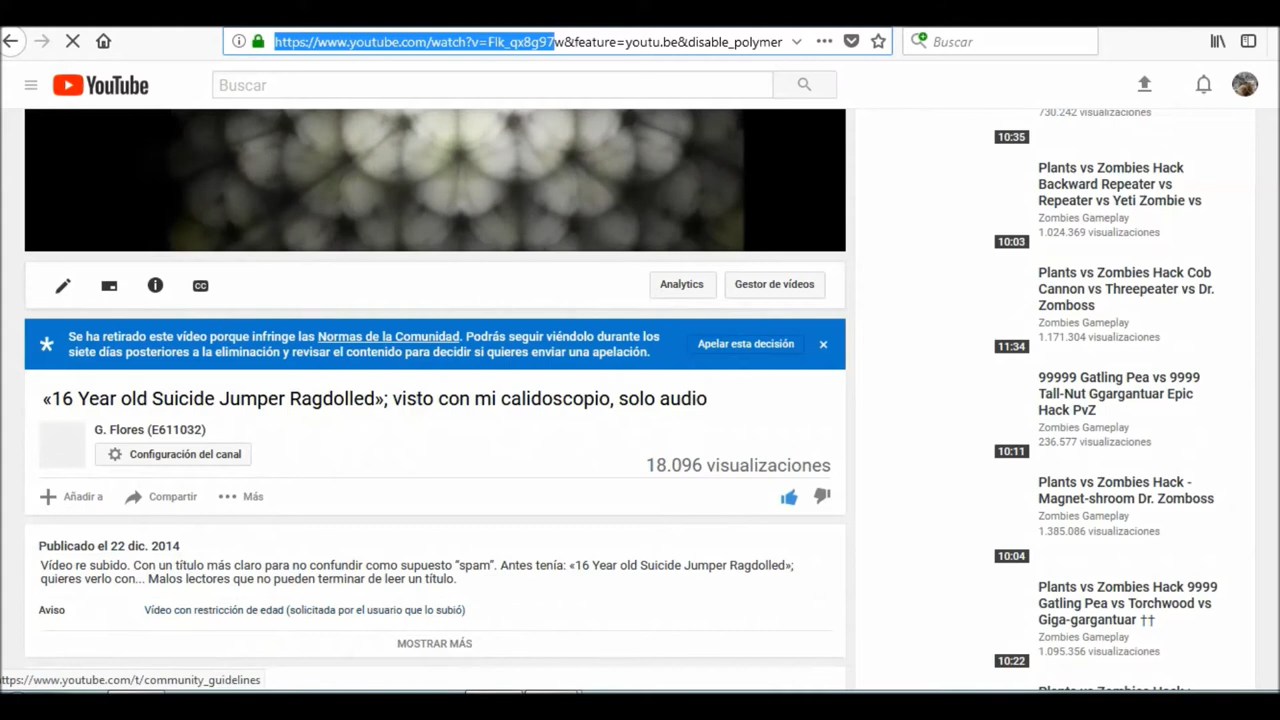 https://www.youtube.com/watch?v=Flk_qx8g97w&feature=youtu.be&disable_polymer
Buscar
YouTube
Buscar
730.242 visualizaciones
10:35
Plants vs Zombies Hack
Backward Repeater vs
Repeater vs Yeti Zombie vs
Zombies Gameplay
1.024.369 visualizaciones
10:03
Plants vs Zombies Hack Cob
Cannon vs Threepeater vs Dr.
Zomboss
Zombies Gameplay
1.171.304 visualizaciones
11:34
99999 Gatling Pea vs 9999
Tall-Nut Ggargantuar Epic
Hack PvZ
Zombies Gameplay
236.577 visualizaciones
10:11
Plants vs Zombies Hack -
Magnet-shroom Dr. Zomboss
Zombies Gameplay
1.385.086 visualizaciones
10:04
Plants vs Zombies Hack 9999
Gatling Pea vs Torchwood vs
Giga-gargantuar ††
Zombies Gameplay
1.095.356 visualizaciones
10:22
Plants vs Zombies Hack -
CC
Analytics
Gestor de vídeos
Se ha retirado este vídeo porque infringe las Normas de la Comunidad. Podrás seguir viéndolo durante los
siete días posteriores a la eliminación y revisar el contenido para decidir si quieres enviar una apelación.
Apelar esta decisión
«16 Year old Suicide Jumper Ragdolled»; visto con mi calidoscopio, solo audio
G. Flores (E611032)
Configuración del canal
18.096 visualizaciones
Añadir a
Compartir
Más
Publicado el 22 dic. 2014
Vídeo re subido. Con un título más claro para no confundir como supuesto "spam". Antes tenía: «16 Year old Suicide Jumper Ragdolled»;
quieres verlo con... Malos lectores que no pueden terminar de leer un título.
Aviso
Vídeo con restricción de edad (solicitada por el usuario que lo subió)
MOSTRAR MÁS
https://www.youtube.com/t/community_guidelines